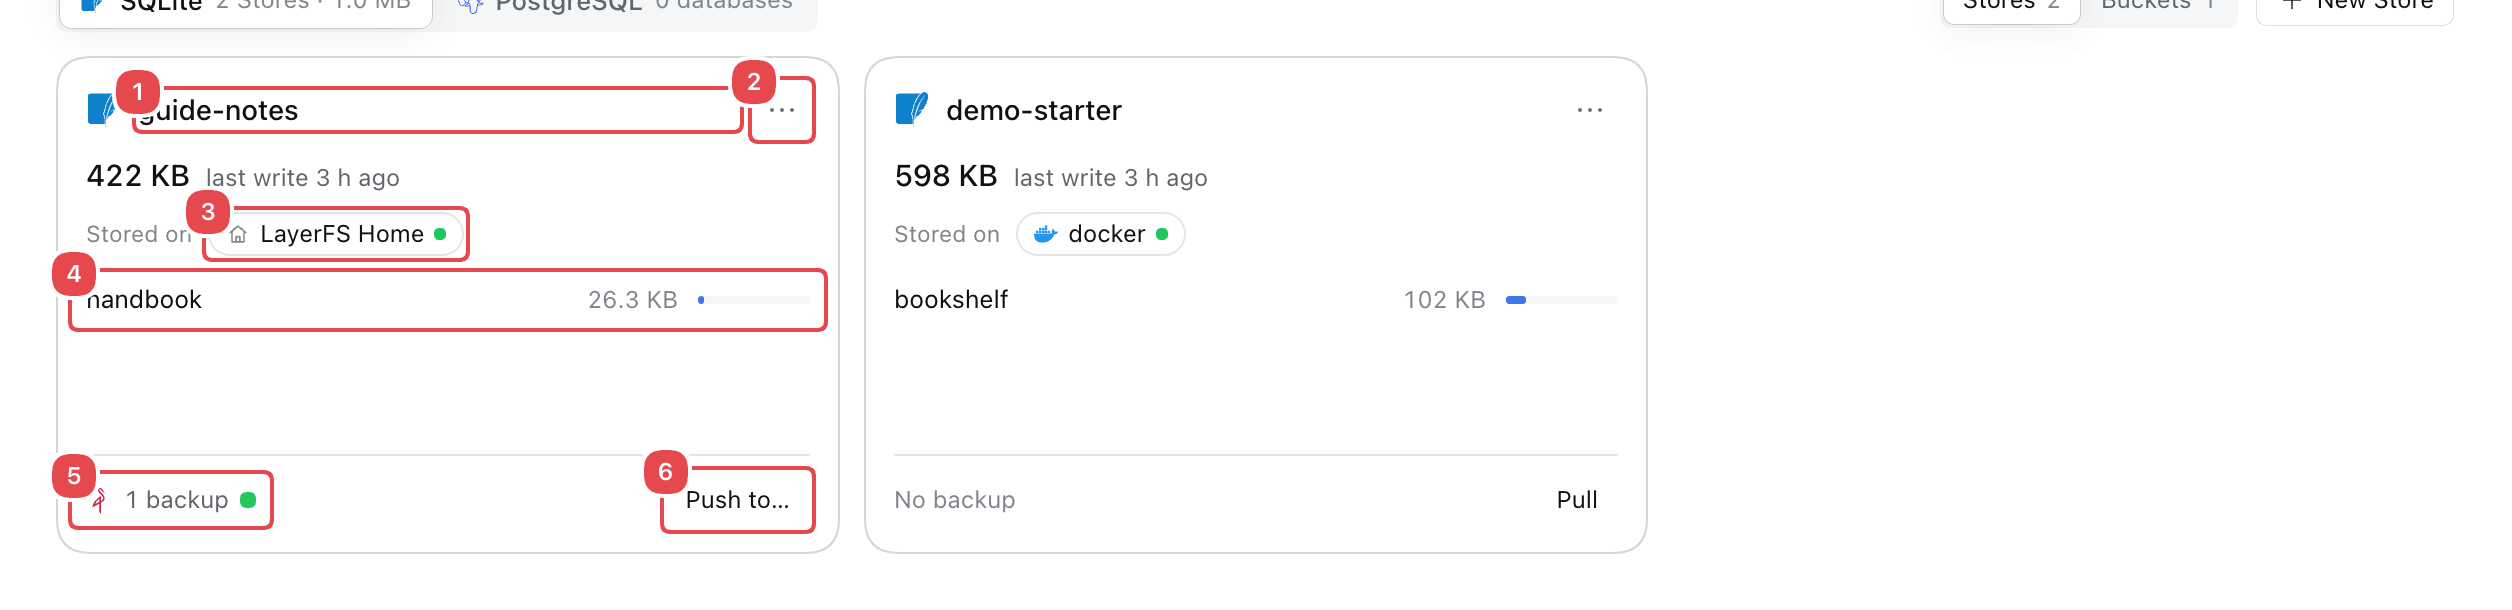 SQLite 2 Stores · 1.0 MB PostgreSQL 0 databases Stores 2 Buckets 1 + New Store
1 guide-notes 2 ...
demo-starter ...
422 KB last write 3 h ago
598 KB last write 3 h ago
Stored on 3 LayerFS Home
Stored on docker
4 handbook 26.3 KB
bookshelf 102 KB
5 1 backup 6 Push to...
No backup Pull